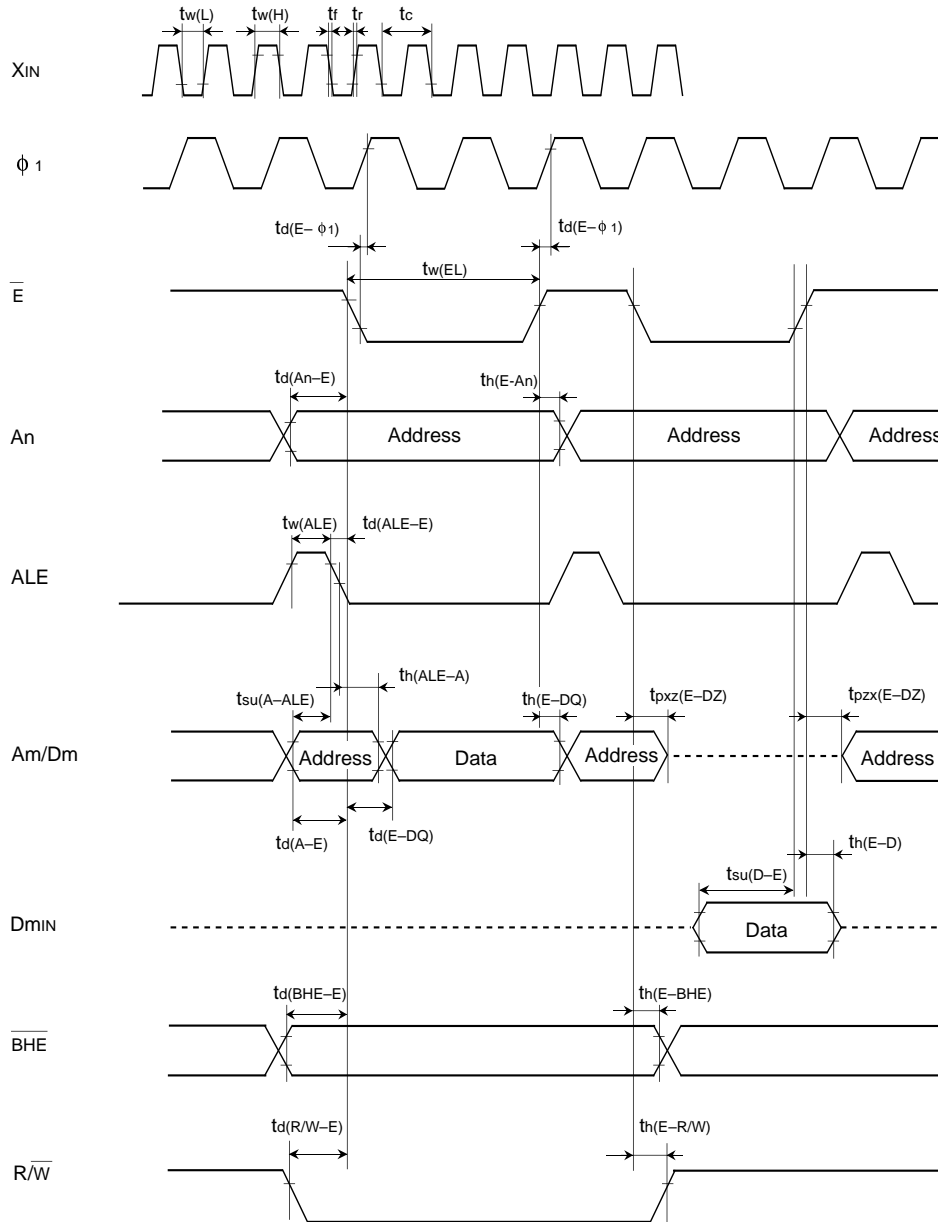 tw(L) tw(H) tf tr tc
XIN
ϕ 1
td(E– ϕ 1) td(E– ϕ 1)
tw(EL)
E
td(An–E) th(E-An)
An Address Address Address
tw(ALE) td(ALE–E)
ALE
th(ALE–A)
tsu(A–ALE) th(E–DQ) tpxz(E–DZ) tpzx(E–DZ)
Am/Dm Address Data Address Address
td(A–E) td(E–DQ)
th(E–D)
tsu(D–E)
DmIN Data
td(BHE–E) th(E–BHE)
BHE
td(R/W–E) th(E–R/W)
R/W